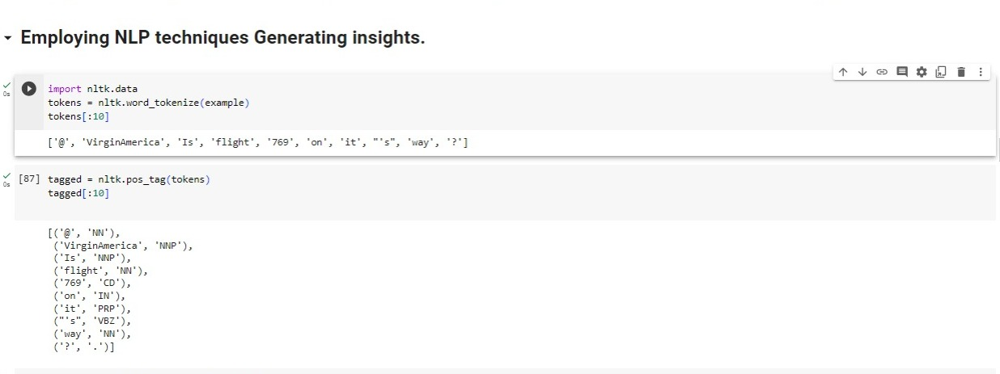 Employing NLP techniques Generating insights.
0s
import nltk.data
tokens = nltk.word_tokenize(example)
tokens[:10]
['@', 'VirginAmerica', 'Is', 'flight', '769', 'on', 'it', "'s", 'way', '?']
0s
[87] tagged = nltk.pos_tag(tokens)
tagged[:10]
[('@', 'NN'),
('VirginAmerica', 'NNP'),
('Is', 'NNP'),
('flight', 'NN'),
('769', 'CD'),
('on', 'IN'),
('it', 'PRP'),
("'s", 'VBZ'),
('way', 'NN'),
('?', '.')]